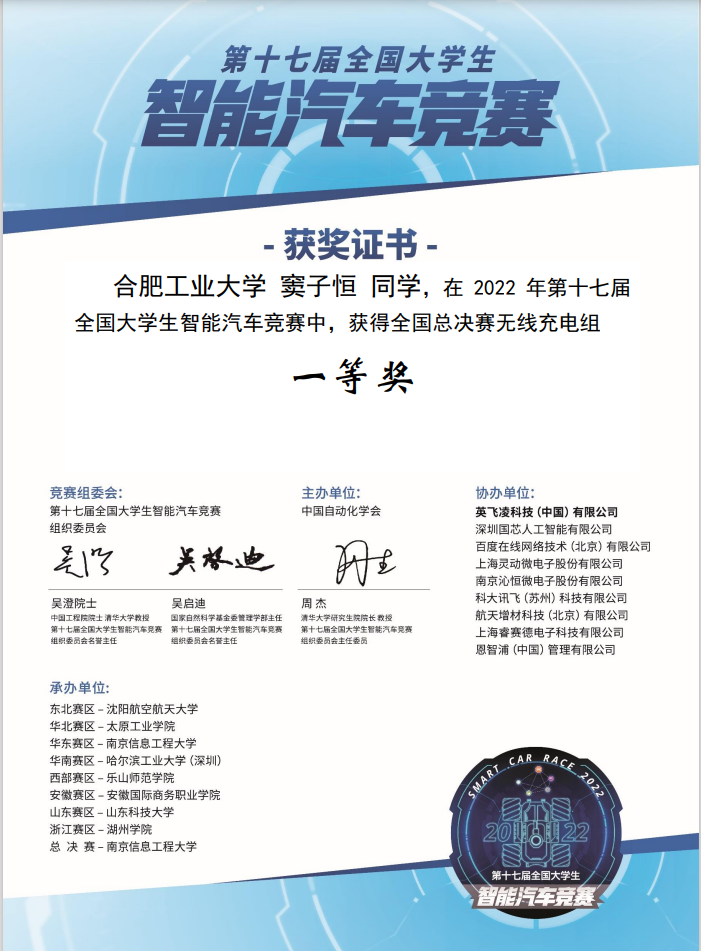 第十七届全国大学生
智能汽车竞赛
- 获奖证书 -
合肥工业大学 窦子恒 同学，在 2022 年第十七届
全国大学生智能汽车竞赛中，获得全国总决赛无线充电组
一等奖
竞赛组委会：
第十七届全国大学生智能汽车竞赛
组织委员会
吴澄院士
中国工程院院士 清华大学教授
第十七届全国大学生智能汽车竞赛
组织委员会名誉主任
吴启迪
吴启迪
国家自然科学基金委管理学部主任
第十七届全国大学生智能汽车竞赛
组织委员会名誉主任
主办单位：
中国自动化学会
周 杰
清华大学研究生院院长 教授
第十七届全国大学生智能汽车竞赛
组织委员会主任委员
协办单位：
英飞凌科技（中国）有限公司
深圳国芯人工智能有限公司
百度在线网络技术（北京）有限公司
上海灵动微电子股份有限公司
南京沁恒微电子股份有限公司
科大讯飞（苏州）科技有限公司
航天增材科技（北京）有限公司
上海睿赛德电子科技有限公司
恩智浦（中国）管理有限公司
承办单位：
东北赛区 – 沈阳航空航天大学
华北赛区 – 太原工业学院
华东赛区 – 南京信息工程大学
华南赛区 – 哈尔滨工业大学（深圳）
西部赛区 – 乐山师范学院
安徽赛区 – 安徽国际商务职业学院
山东赛区 – 山东科技大学
浙江赛区 – 湖州学院
总 决 赛 – 南京信息工程大学
SMART CAR RACE 2022
2022
第十七届全国大学生
智能汽车竞赛